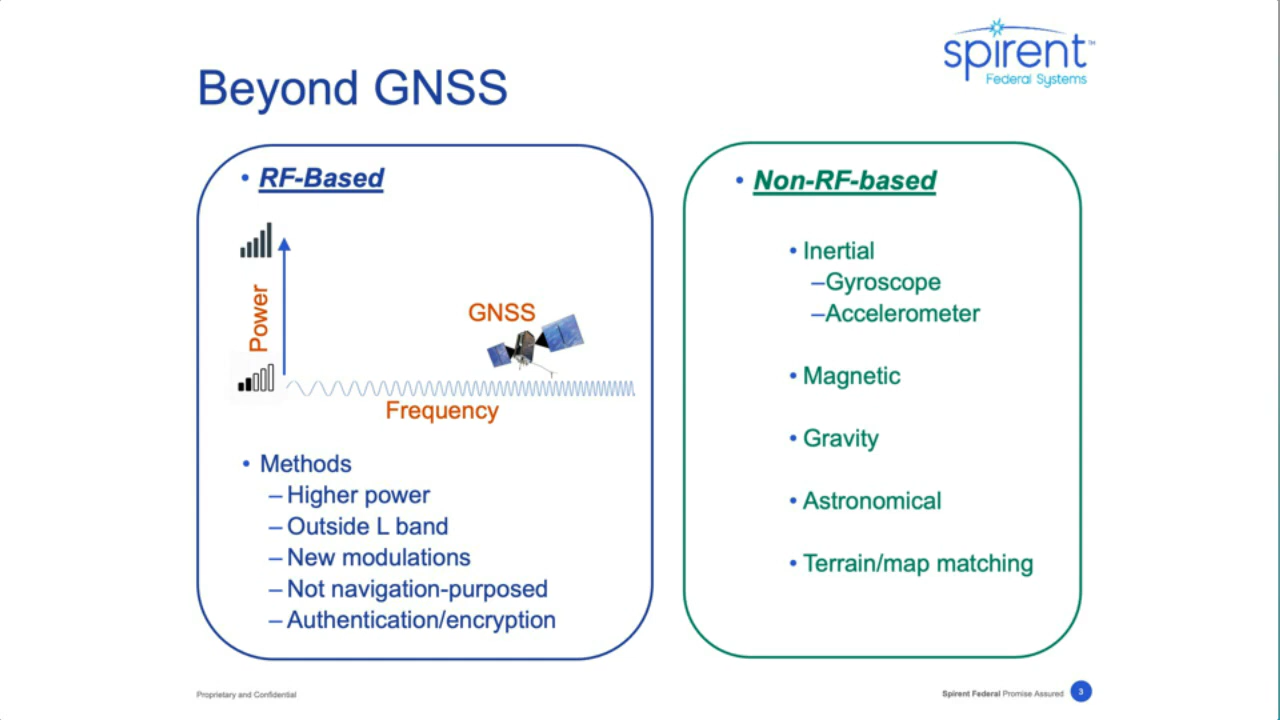 spirent™
Federal Systems
Beyond GNSS
• RF-Based
Power
GNSS
Frequency
• Methods
– Higher power
– Outside L band
– New modulations
– Not navigation-purposed
– Authentication/encryption
• Non-RF-based
• Inertial
–Gyroscope
–Accelerometer
• Magnetic
• Gravity
• Astronomical
• Terrain/map matching
Proprietary and Confidential
Spirent Federal Promise Assured
3